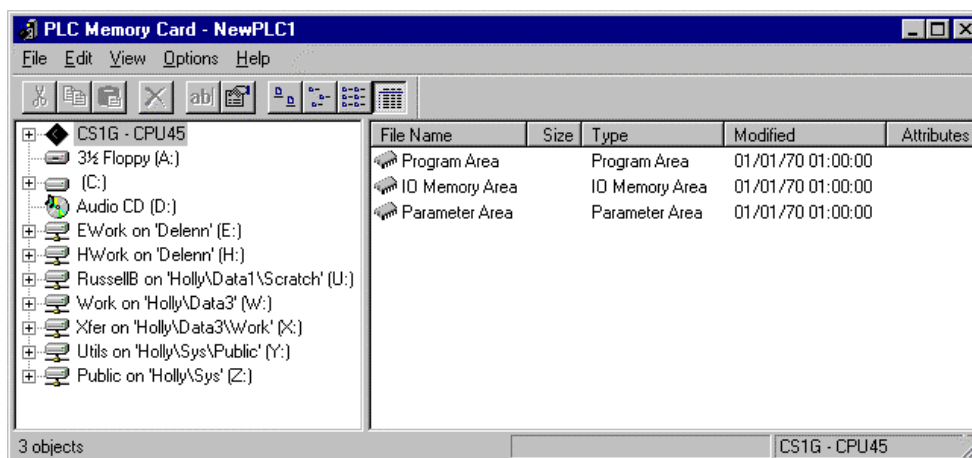 PLC Memory Card - NewPLC1
File Edit View Options Help
ab
CS1G - CPU45
3½ Floppy (A:)
(C:)
Audio CD (D:)
EWork on 'Delenn' (E:)
HWork on 'Delenn' (H:)
RussellB on 'Holly\Data1\Scratch' (U:)
Work on 'Holly\Data3' (W:)
Xfer on 'Holly\Data3\Work' (X:)
Utils on 'Holly\Sys\Public' (Y:)
Public on 'Holly\Sys' (Z:)
File Name Size Type Modified Attributes
Program Area Program Area 01/01/70 01:00:00
IO Memory Area IO Memory Area 01/01/70 01:00:00
Parameter Area Parameter Area 01/01/70 01:00:00
3 objects CS1G - CPU45